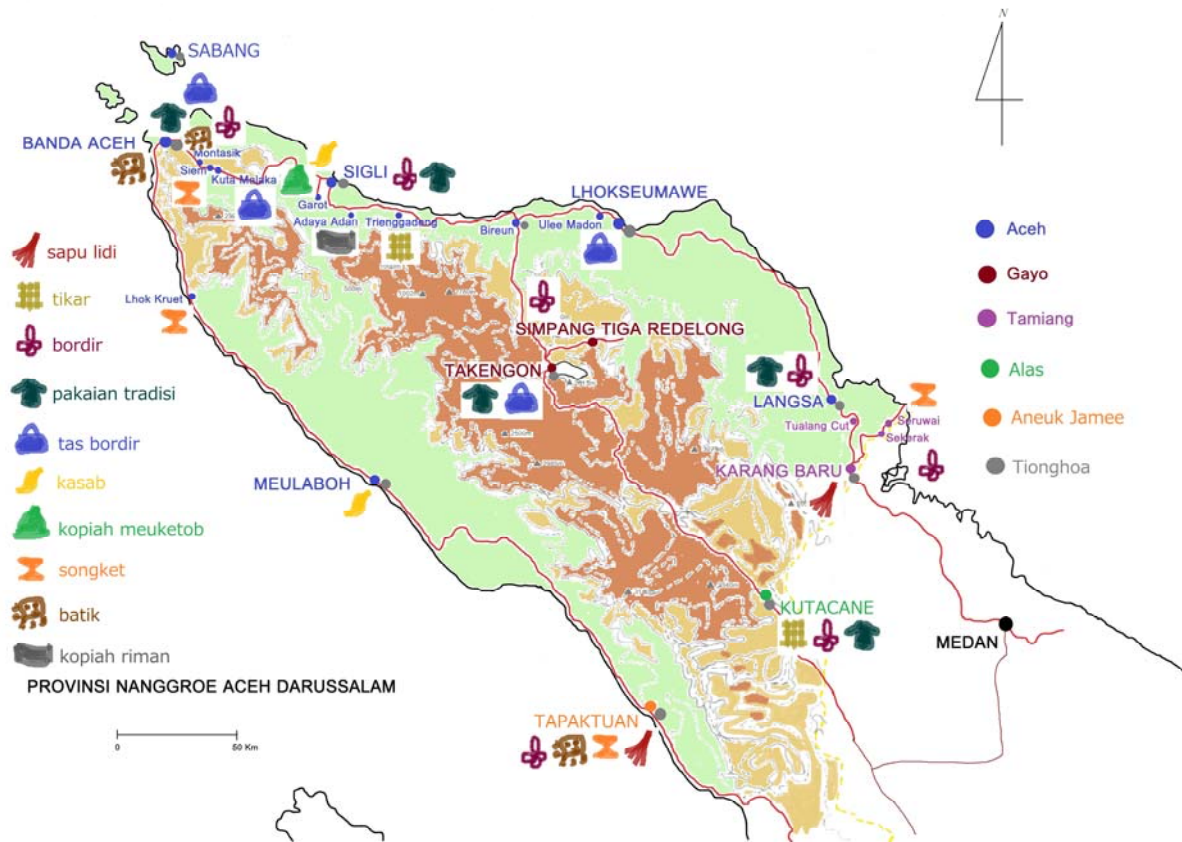 N
SABANG
BANDA ACEH
Montasik
Siem
Kuta Melaka
SIGLI
Garot
Adaya Adan
Trienggadeng
LHOKSEUMAWE
Bireun
Ulee Madon
Lhok Kruet
SIMPANG TIGA REDELONG
TAKENGON
LANGSA
Tualang Cut
Seruwai
Sekerak
KARANG BARU
MEULABOH
KUTACANE
MEDAN
TAPAKTUAN
sapu lidi
tikar
bordir
pakaian tradisi
tas bordir
kasab
kopiah meuketob
songket
batik
kopiah riman
PROVINSI NANGGROE ACEH DARUSSALAM
0
50 Km
Aceh
Gayo
Tamiang
Alas
Aneuk Jamee
Tionghoa